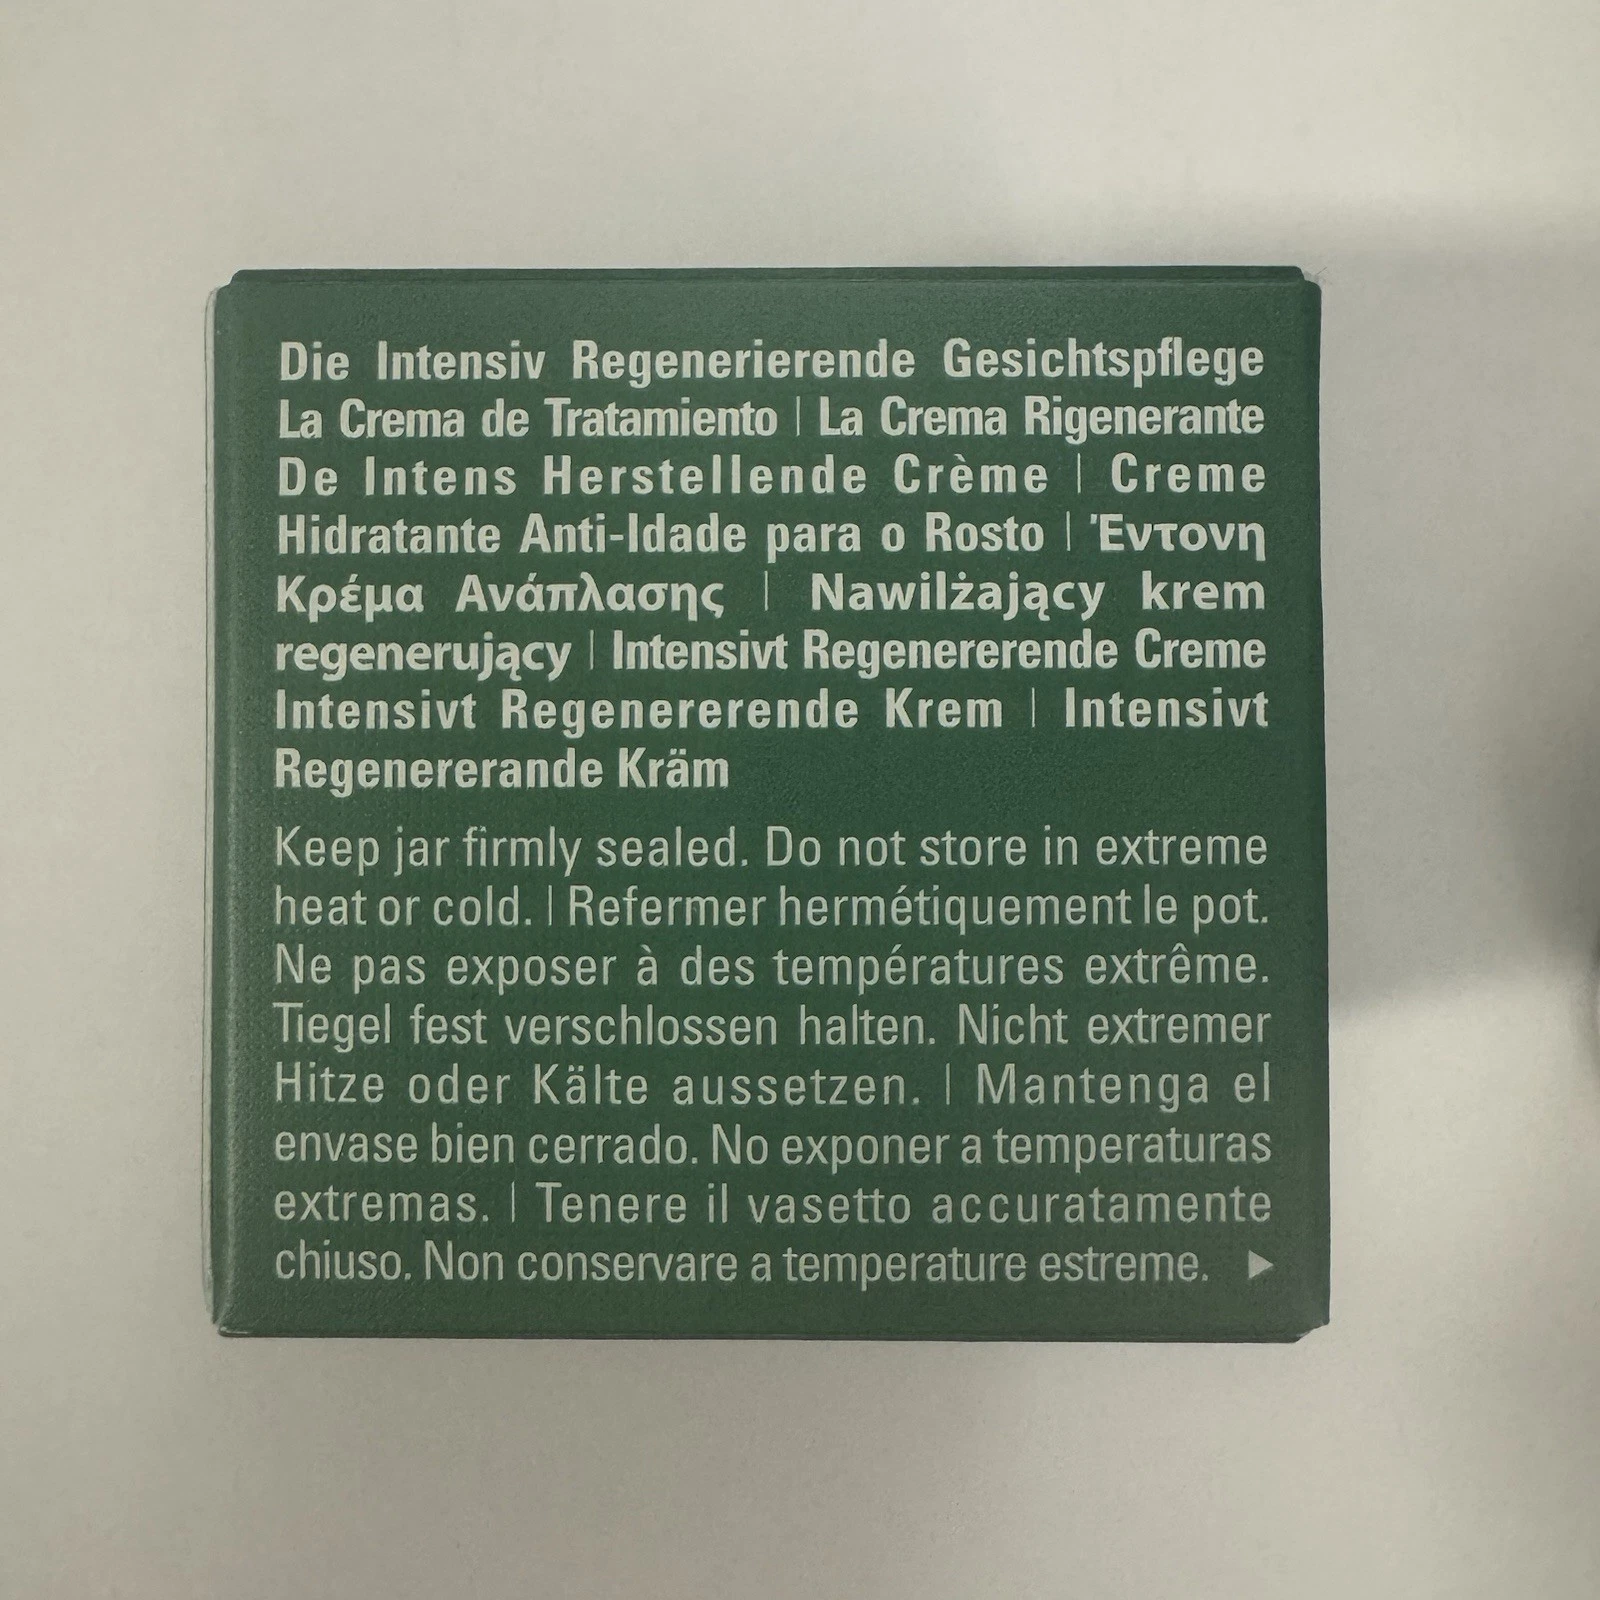 Die Intensiv Regenerierende Gesichtspflege
La Crema de Tratamiento | La Crema Rigenerante
De Intens Herstellende Crème | Creme
Hidratante Anti-Idade para o Rosto | Έντονη
Κρέμα Ανάπλασης | Nawilżający krem
regenerujący | Intensivt Regenererende Creme
Intensivt Regenererende Krem | Intensivt
Regenererande Kräm
Keep jar firmly sealed. Do not store in extreme
heat or cold. | Refermer hermétiquement le pot.
Ne pas exposer à des températures extrême.
Tiegel fest verschlossen halten. Nicht extremer
Hitze oder Kälte aussetzen. | Mantenga el
envase bien cerrado. No exponer a temperaturas
extremas. | Tenere il vasetto accuratamente
chiuso. Non conservare a temperature estreme. ►